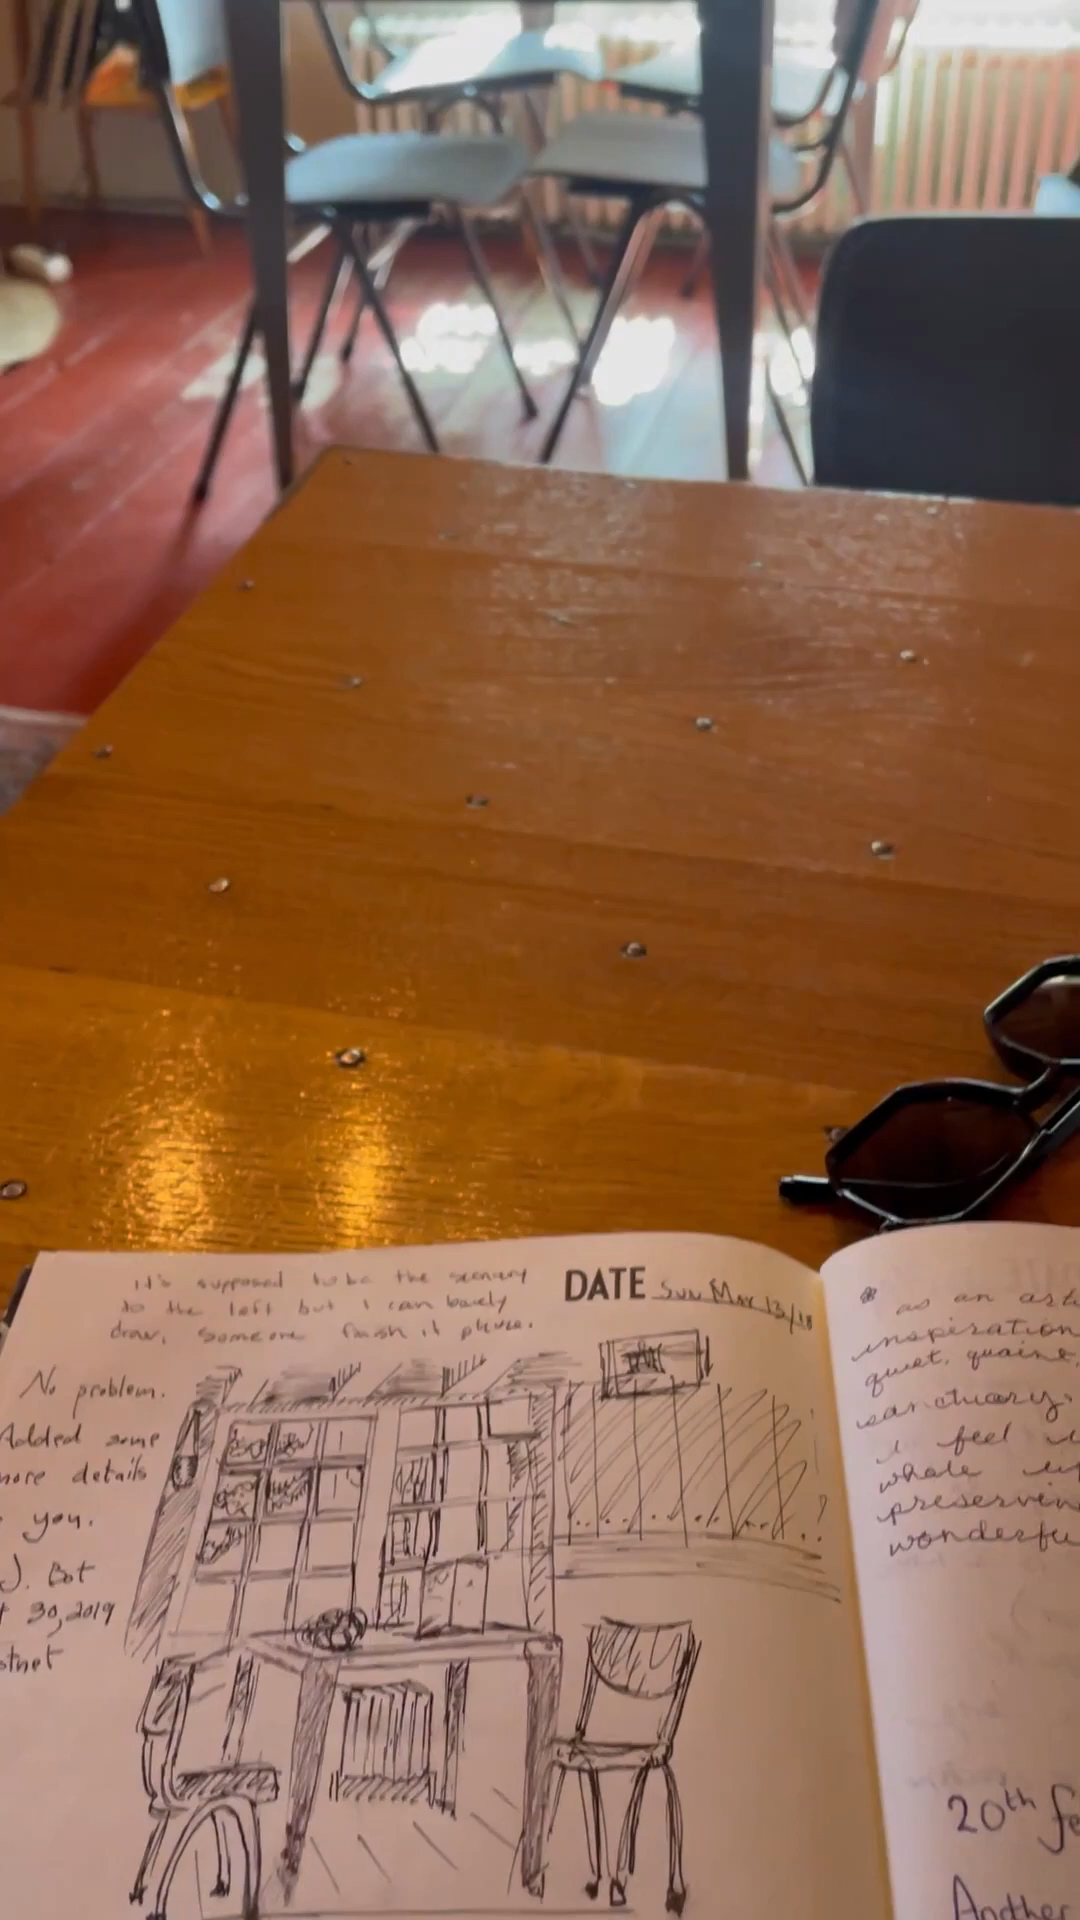 It's supposed to be the scenery
to the left but I can barely
draw, someone finish it please.
DATE Sun May 13/18
No problem.
Added some
more details
you.
J. Bot
30, 2019
as an
inspiration
quiet, quaint,
sanctuary.
I feel
whole
preserving
wonderful
20th
Another